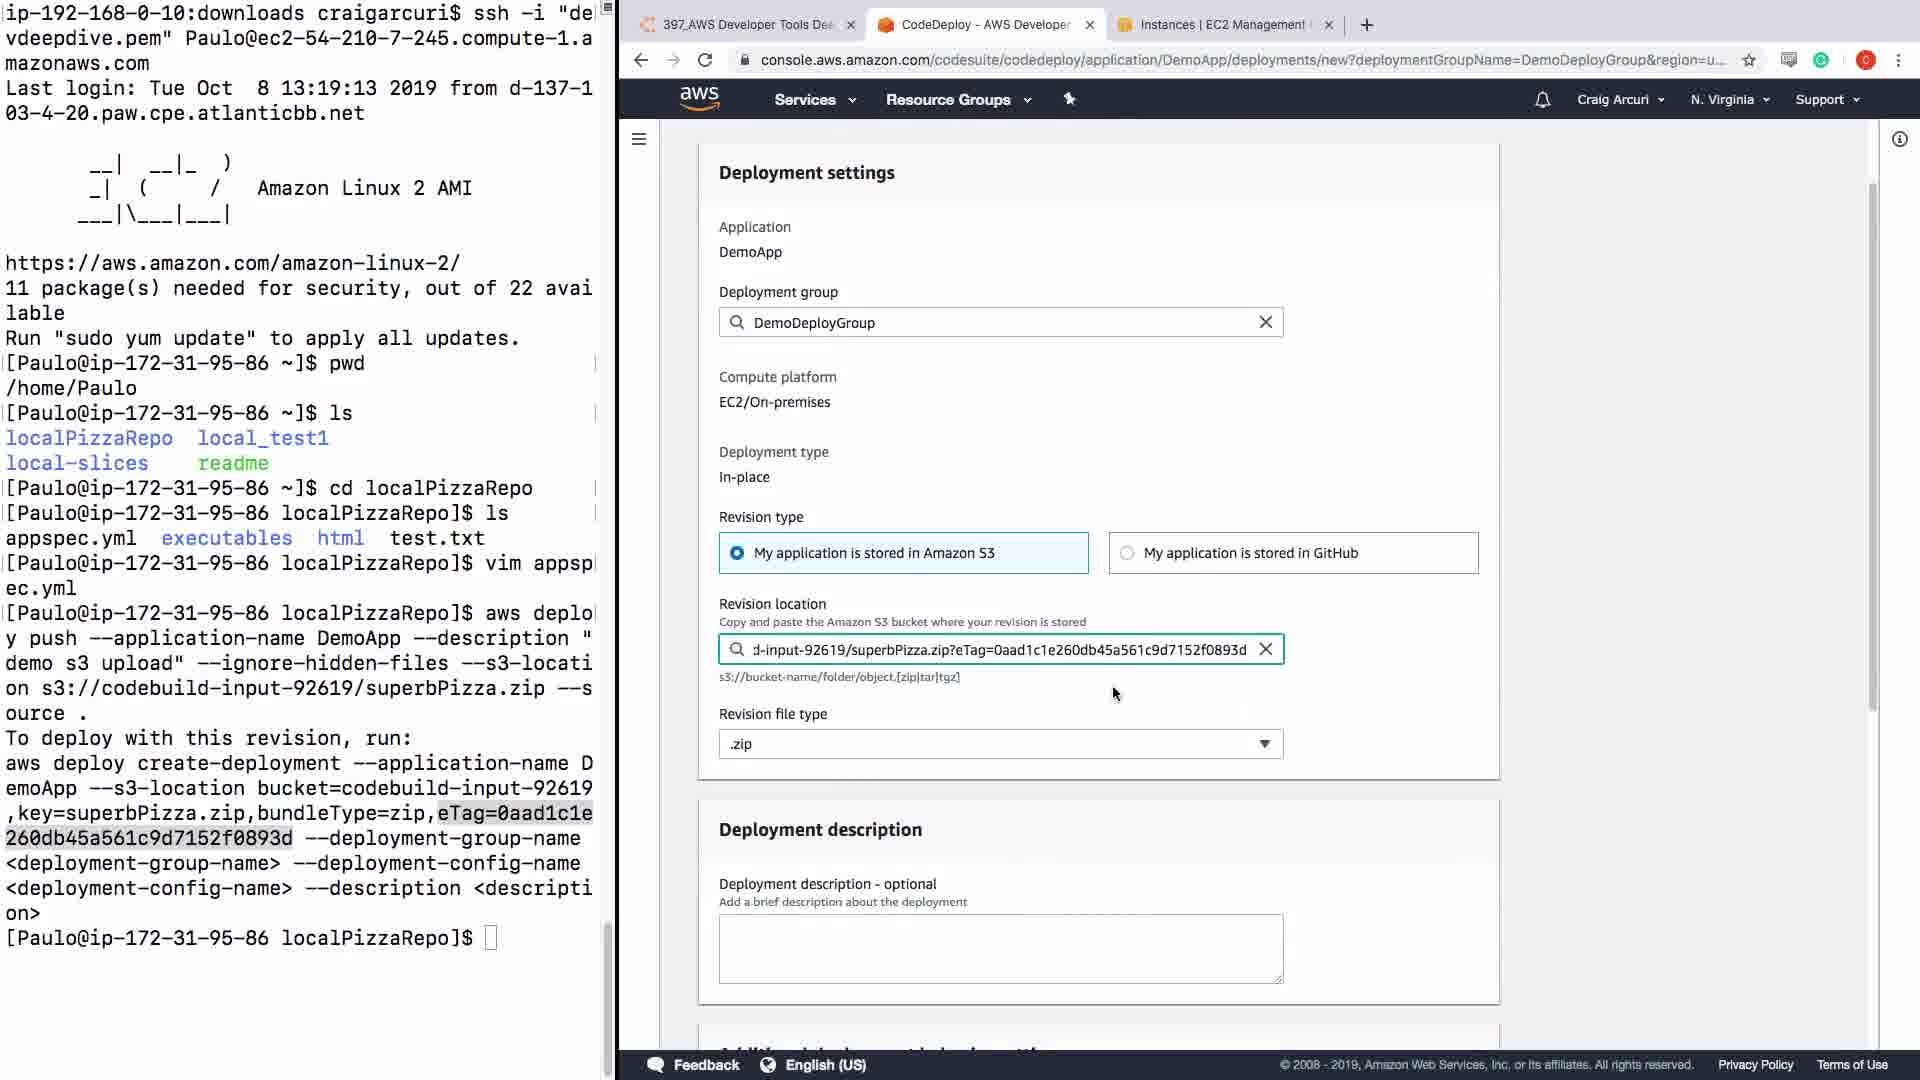 ip-192-168-0-10:downloads craigarcuri$ ssh -i "de
vdeepdive.pem" Paulo@ec2-54-210-7-245.compute-1.a
mazonaws.com
Last login: Tue Oct  8 13:19:13 2019 from d-137-1
03-4-20.paw.cpe.atlanticbb.net
__|  __|_  )
_|  (     /   Amazon Linux 2 AMI
___|\___|___|
https://aws.amazon.com/amazon-linux-2/
11 package(s) needed for security, out of 22 avai
lable
Run "sudo yum update" to apply all updates.
[Paulo@ip-172-31-95-86 ~]$ pwd
/home/Paulo
[Paulo@ip-172-31-95-86 ~]$ ls
localPizzaRepo  local_test1
local-slices    readme
[Paulo@ip-172-31-95-86 ~]$ cd localPizzaRepo
[Paulo@ip-172-31-95-86 localPizzaRepo]$ ls
appspec.yml  executables  html  test.txt
[Paulo@ip-172-31-95-86 localPizzaRepo]$ vim appsp
ec.yml
[Paulo@ip-172-31-95-86 localPizzaRepo]$ aws deplo
y push --application-name DemoApp --description "
demo s3 upload" --ignore-hidden-files --s3-locati
on s3://codebuild-input-92619/superbPizza.zip --s
ource .
To deploy with this revision, run:
aws deploy create-deployment --application-name D
emoApp --s3-location bucket=codebuild-input-92619
,key=superbPizza.zip,bundleType=zip,eTag=0aad1c1e
260db45a561c9d7152f0893d --deployment-group-name
<deployment-group-name> --deployment-config-name
<deployment-config-name> --description <descripti
on>
[Paulo@ip-172-31-95-86 localPizzaRepo]$
397_AWS Developer Tools Dee
CodeDeploy - AWS Developer
Instances | EC2 Management
console.aws.amazon.com/codesuite/codedeploy/application/DemoApp/deployments/new?deploymentGroupName=DemoDeployGroup&region=u...
C
aws
Services
Resource Groups
Craig Arcuri
N. Virginia
Support
Deployment settings
Application
DemoApp
Deployment group
DemoDeployGroup
Compute platform
EC2/On-premises
Deployment type
In-place
Revision type
My application is stored in Amazon S3
My application is stored in GitHub
Revision location
Copy and paste the Amazon S3 bucket where your revision is stored
d-input-92619/superbPizza.zip?eTag=0aad1c1e260db45a561c9d7152f0893d
s3://bucket-name/folder/object.[zip|tar|tgz]
Revision file type
.zip
Deployment description
Deployment description - optional
Add a brief description about the deployment
Feedback
English (US)
© 2008 - 2019, Amazon Web Services, Inc. or its affiliates. All rights reserved.
Privacy Policy
Terms of Use